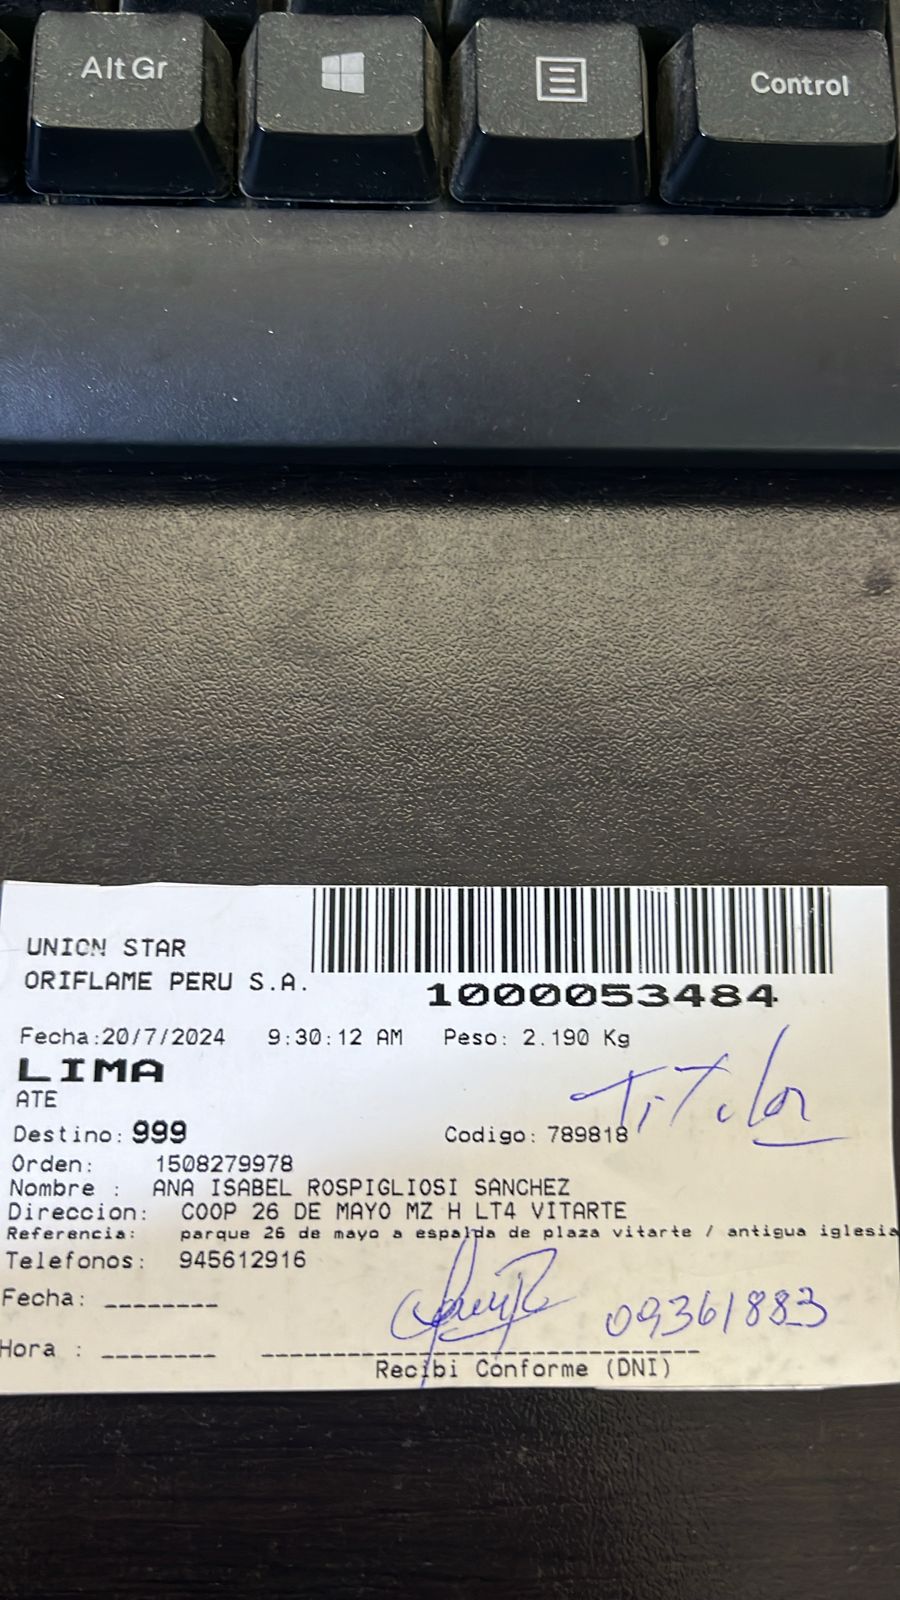 Alt Gr
Control
UNION STAR
ORIFLAME PERU S.A.
1000053484
Fecha:20/7/2024 9:30:12 AM Peso: 2.190 Kg
LIMA
ATE
Titular
Destino: 999 Codigo: 789818
Orden: 1508279978
Nombre : ANA ISABEL ROSPIGLIOSI SANCHEZ
Direccion: COOP 26 DE MAYO MZ H LT4 VITARTE
Referencia: parque 26 de mayo a espalda de plaza vitarte / antigua iglesia
Telefonos: 945612916
Fecha: ________
09361883
Hora : ________
Recibi Conforme (DNI)